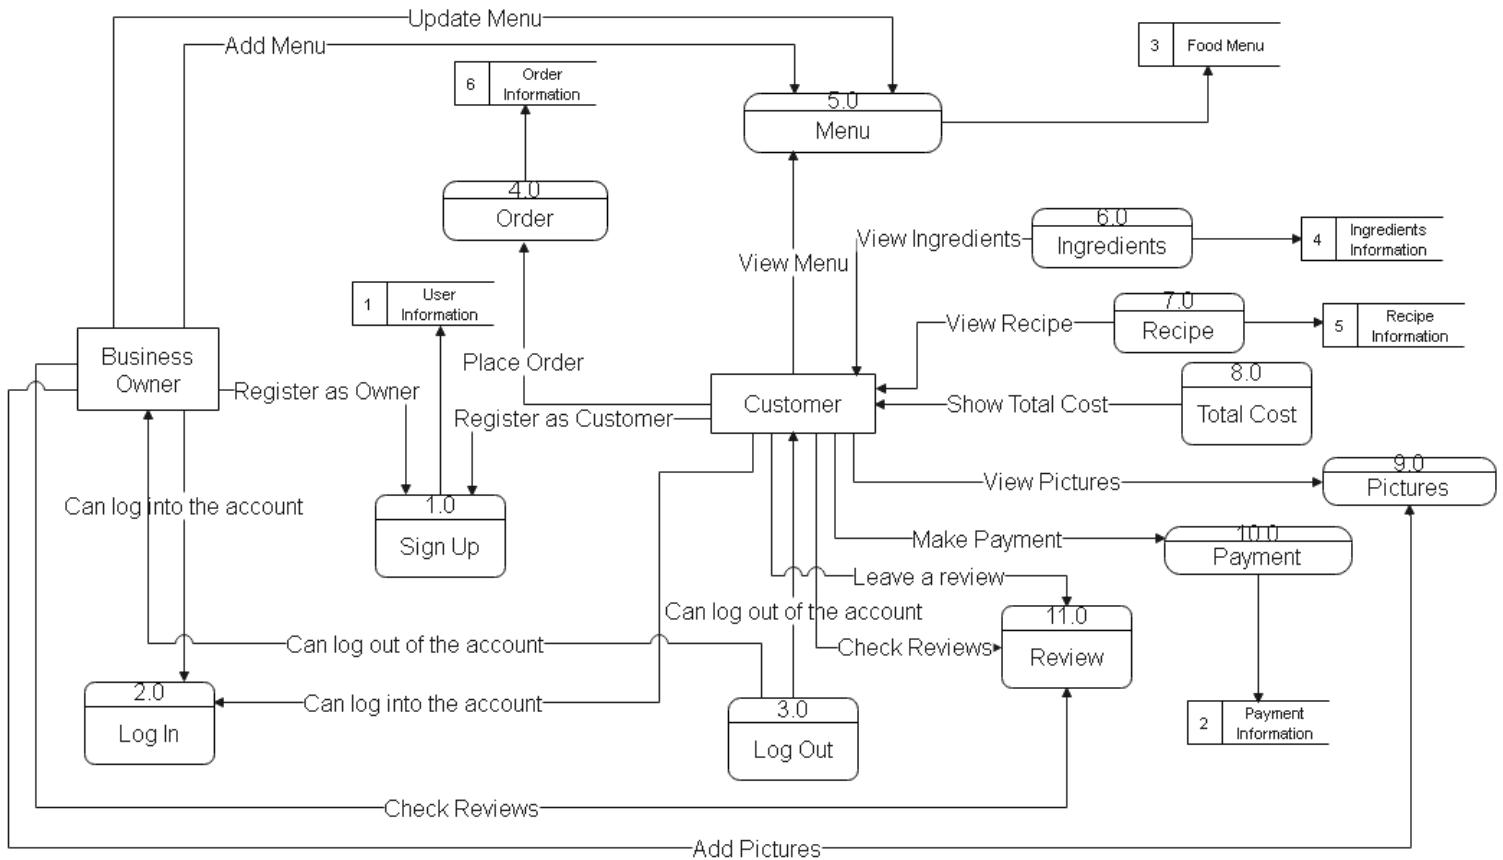 Update Menu
Add Menu
3 Food Menu
6 Order
Information
5.0
Menu
4.0
Order
6.0
Ingredients
View Ingredients
4 Ingredients
Information
View Menu
1 User
Information
7.0
Recipe
View Recipe
5 Recipe
Information
Business
Owner
Place Order
Register as Owner
Register as Customer
Customer
8.0
Total Cost
Show Total Cost
9.0
Pictures
View Pictures
Can log into the account
1.0
Sign Up
10.0
Payment
Make Payment
Leave a review
Can log out of the account
11.0
Review
Can log out of the account
Check Reviews
2.0
Log In
Can log into the account
3.0
Log Out
2 Payment
Information
Check Reviews
Add Pictures